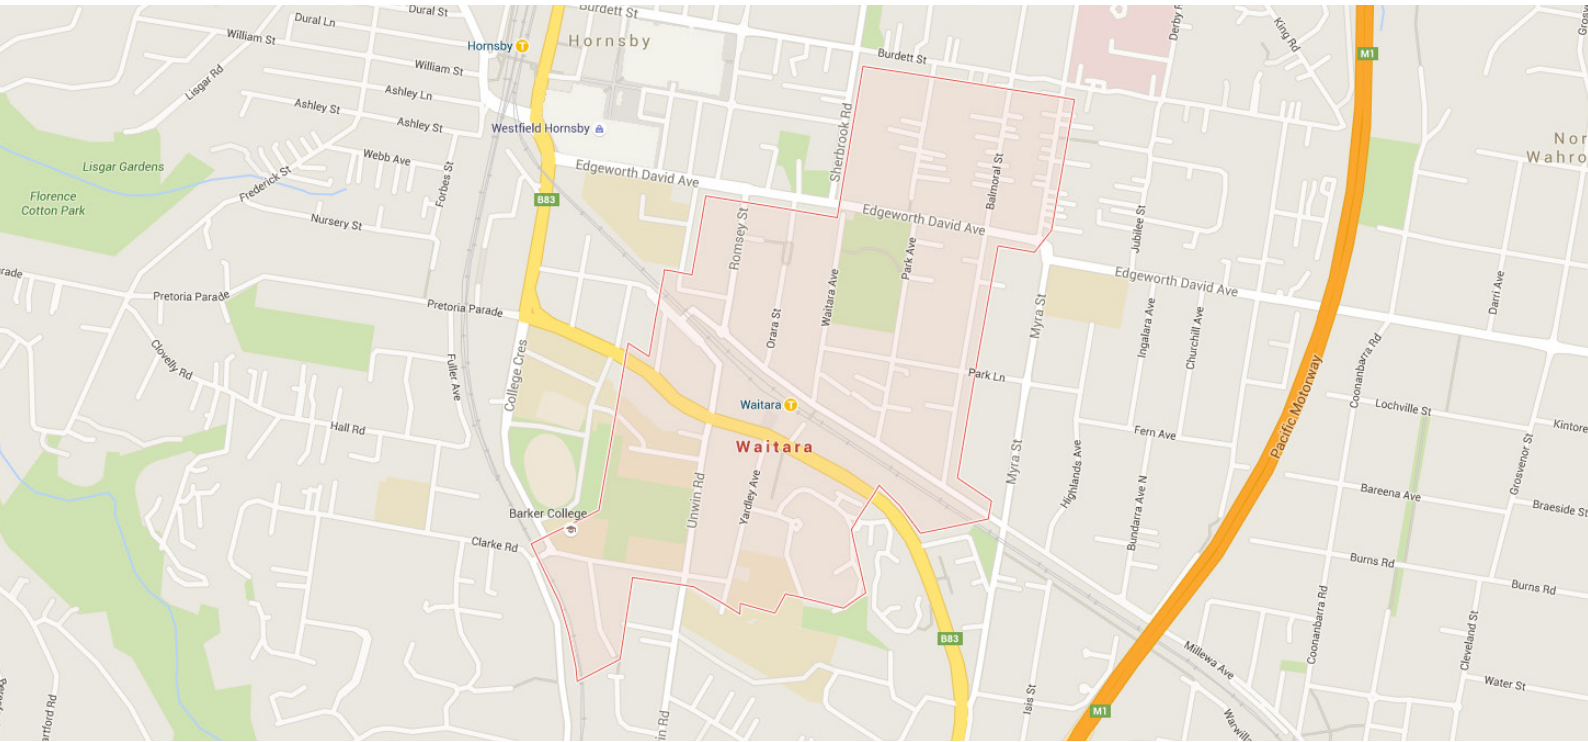 Dural Ln
Dural St
Burdett St
William St
Hornsby
Hornsby
Burdett St
Derby R
King Rd
M1
Grosv
Lisgar Rd
William St
Ashley Ln
Ashley St
Ashley St
Westfield Hornsby
Sherbrook Rd
Nor
Wahro
Lisgar Gardens
Webb Ave
Edgeworth David Ave
Balmoral St
Florence
Cotton Park
Frederick St
Forbes St
B83
Edgeworth David Ave
Nursery St
Romsey St
Park Ave
Jubilee St
Edgeworth David Ave
arade
Pretoria Parade
Pretoria Parade
Waitara Ave
Orara St
Myra St
Ingalara Ave
Churchill Ave
Darri Ave
Clovelly Rd
Fuller Ave
College Cres
Park Ln
Coonanbarra Rd
Pacific Motorway
Lochville St
Waitara
Hall Rd
Waitara
Fern Ave
Kintore
Myra St
Highlands Ave
Grosvenor St
Unwin Rd
Yardley Ave
Bundarra Ave N
Bareena Ave
Braeside St
Barker College
Clarke Rd
Burns Rd
Burns Rd
Coonanbarra Rd
Cleveland St
B83
Millewa Ave
Water St
Isis St
M1
Warwilla
artford Rd
in Rd